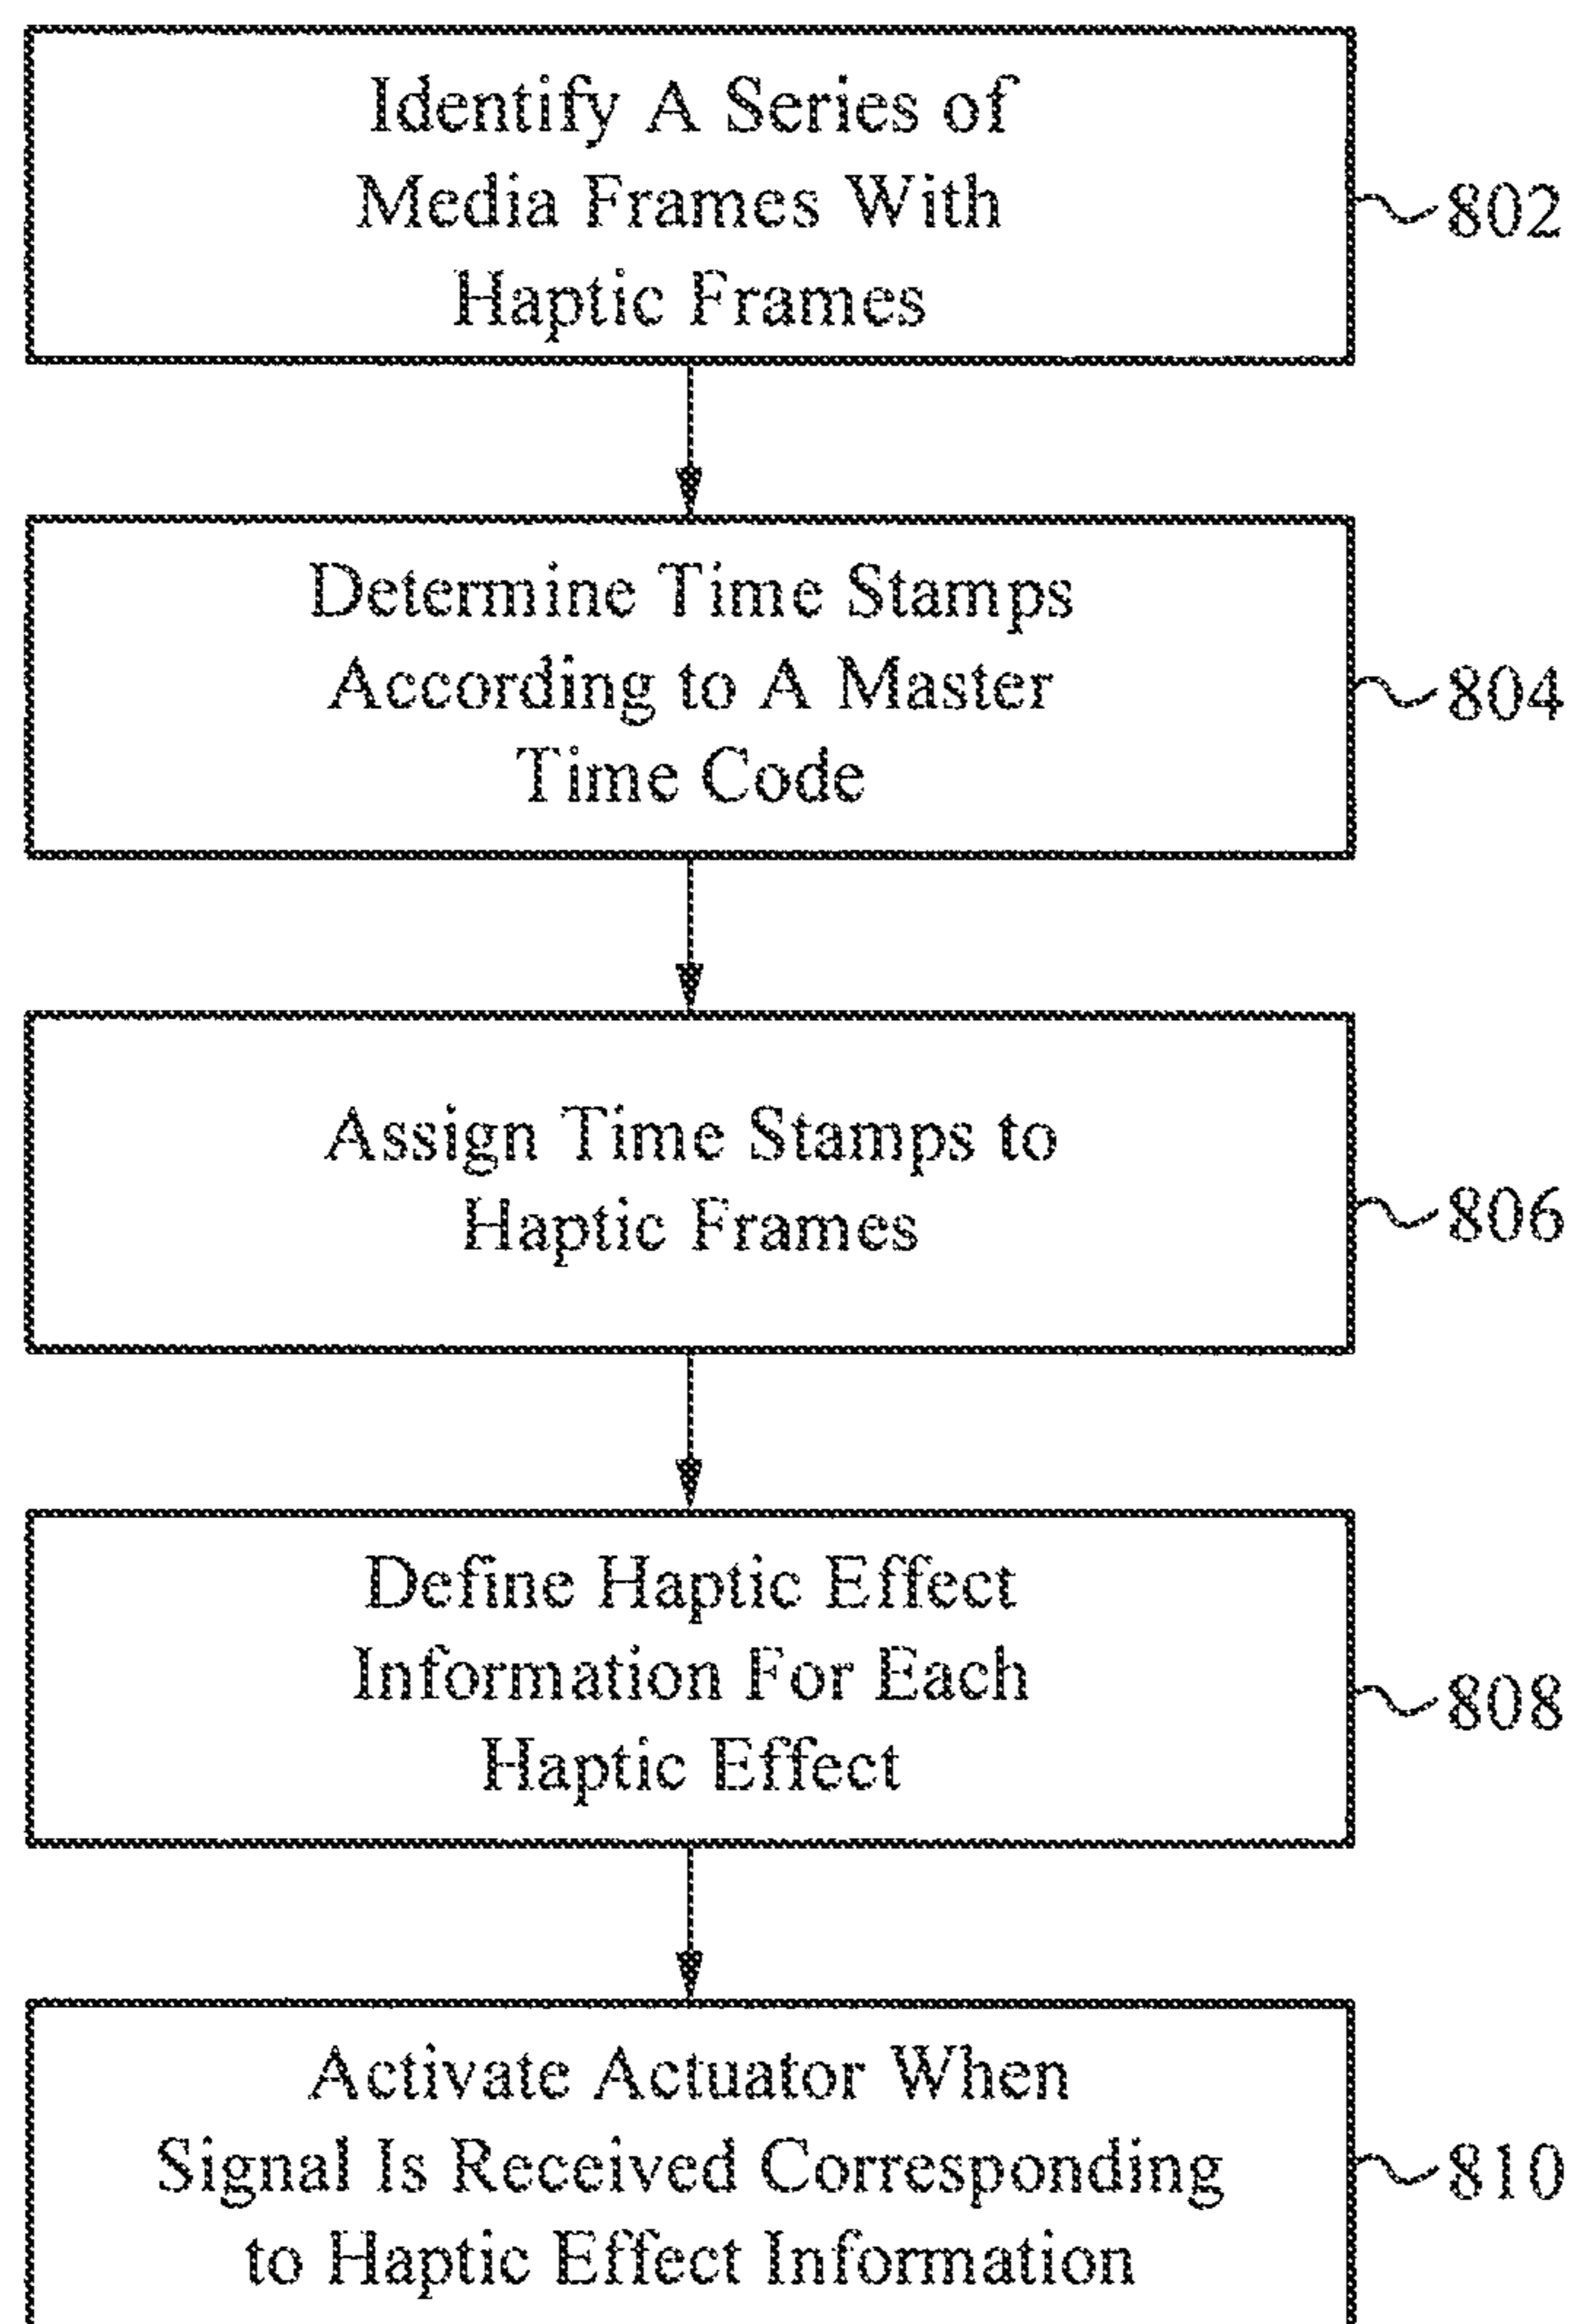 Identify A Series of
Media Frames With
Haptic Frames
802
Determine Time Stamps
According to A Master
Time Code
804
Assign Time Stamps to
Haptic Frames
806
Define Haptic Effect
Information For Each
Haptic Effect
808
Activate Actuator When
Signal Is Received Corresponding
to Haptic Effect Information
810